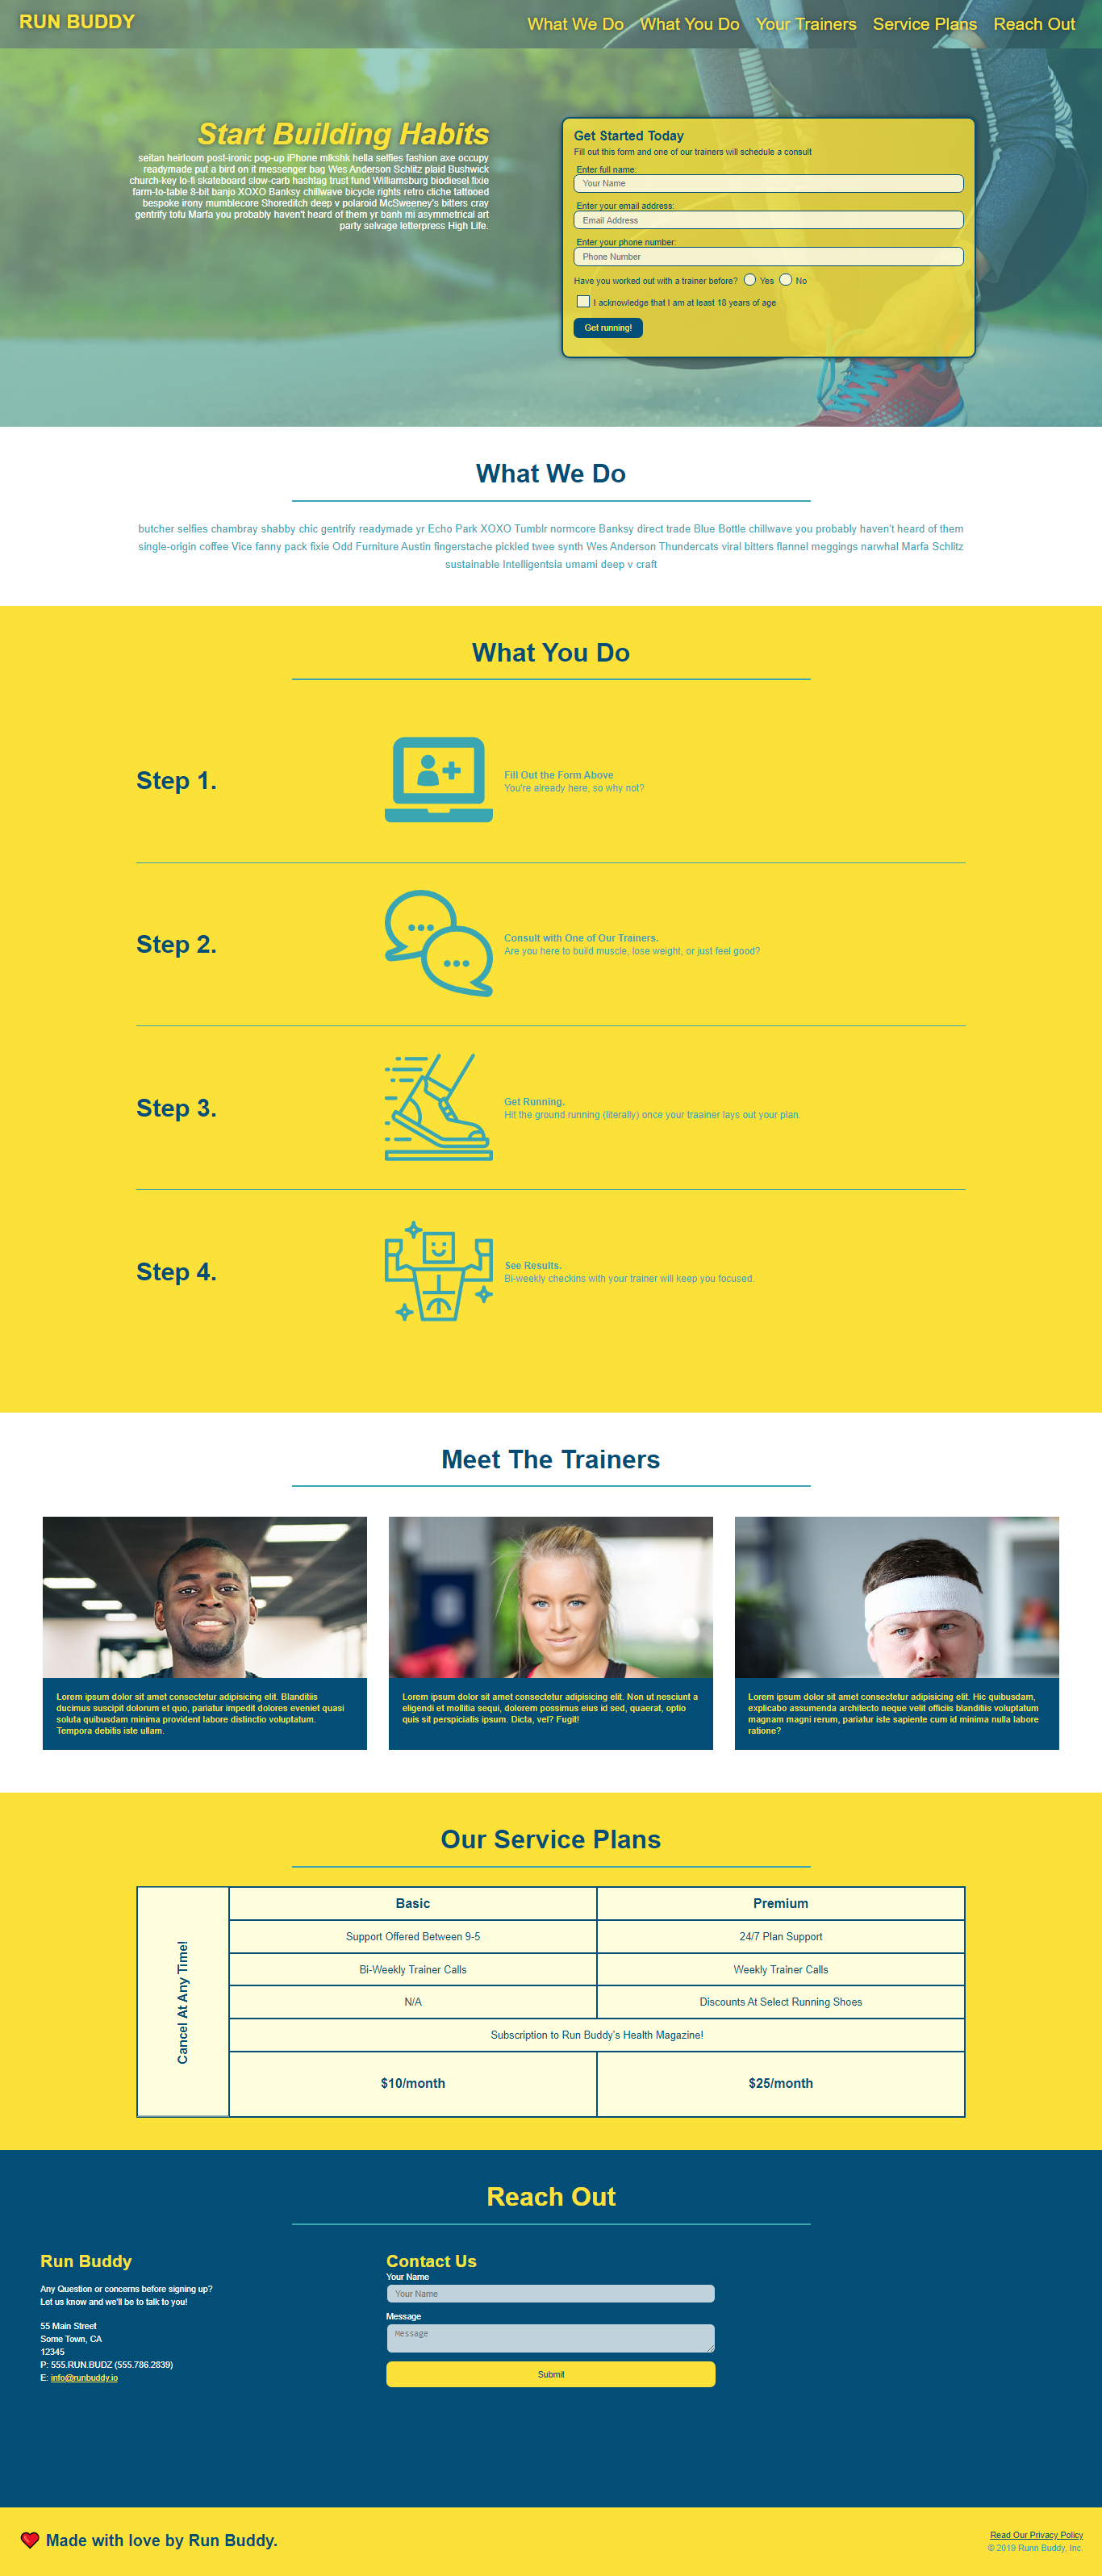 RUN BUDDY
What We Do What You Do Your Trainers Service Plans Reach Out
Start Building Habits
seitan heirloom post-ironic pop-up iPhone mlkshk hella selfies fashion axe occupy
readymade put a bird on it messenger bag Wes Anderson Schlitz plaid Bushwick
church-key lo-fi skateboard slow-carb hashtag trust fund Williamsburg biodiesel fixie
farm-to-table 8-bit banjo XOXO Banksy chillwave bicycle rights retro cliche tattooed
bespoke irony mumblecore Shoreditch deep v polaroid McSweeney's bitters cray
gentrify tofu Marfa you probably haven't heard of them yr banh mi asymmetrical art
party selvage letterpress High Life.
Get Started Today
Fill out this form and one of our trainers will schedule a consult
Enter full name:
Your Name
Enter your email address:
Email Address
Enter your phone number:
Phone Number
Have you worked out with a trainer before? Yes No
I acknowledge that I am at least 18 years of age
Get running!
What We Do
butcher selfies chambray shabby chic gentrify readymade yr Echo Park XOXO Tumblr normcore Banksy direct trade Blue Bottle chillwave you probably haven't heard of them
single-origin coffee Vice fanny pack fixie Odd Furniture Austin fingerstache pickled twee synth Wes Anderson Thundercats viral bitters flannel meggings narwhal Marfa Schlitz
sustainable Intelligentsia umami deep v craft
What You Do
Step 1.
Fill Out the Form Above
You're already here, so why not?
Step 2.
Consult with One of Our Trainers.
Are you here to build muscle, lose weight, or just feel good?
Step 3.
Get Running.
Hit the ground running (literally) once your traainer lays out your plan.
Step 4.
See Results.
Bi-weekly checkins with your trainer will keep you focused.
Meet The Trainers
Lorem ipsum dolor sit amet consectetur adipisicing elit. Blanditiis
ducimus suscipit dolorum et quo, pariatur impedit dolores eveniet quasi
soluta quibusdam minima provident labore distinctio voluptatum.
Tempora debitis iste ullam.
Lorem ipsum dolor sit amet consectetur adipisicing elit. Non ut nesciunt a
eligendi et mollitia sequi, dolorem possimus eius id sed, quaerat, optio
quis sit perspiciatis ipsum. Dicta, vel? Fugit!
Lorem ipsum dolor sit amet consectetur adipisicing elit. Hic quibusdam,
explicabo assumenda architecto neque velit officiis blanditiis voluptatum
magnam magni rerum, pariatur iste sapiente cum id minima nulla labore
ratione?
Our Service Plans
Cancel At Any Time!
Basic Premium
Support Offered Between 9-5 24/7 Plan Support
Bi-Weekly Trainer Calls Weekly Trainer Calls
N/A Discounts At Select Running Shoes
Subscription to Run Buddy's Health Magazine!
$10/month $25/month
Reach Out
Run Buddy
Any Question or concerns before signing up?
Let us know and we'll be to talk to you!
55 Main Street
Some Town, CA
12345
P: 555.RUN.BUDZ (555.786.2839)
E: info@runbuddy.io
Contact Us
Your Name
Your Name
Message
Message
Submit
Made with love by Run Buddy.
Read Our Privacy Policy
© 2019 Runn Buddy, Inc.